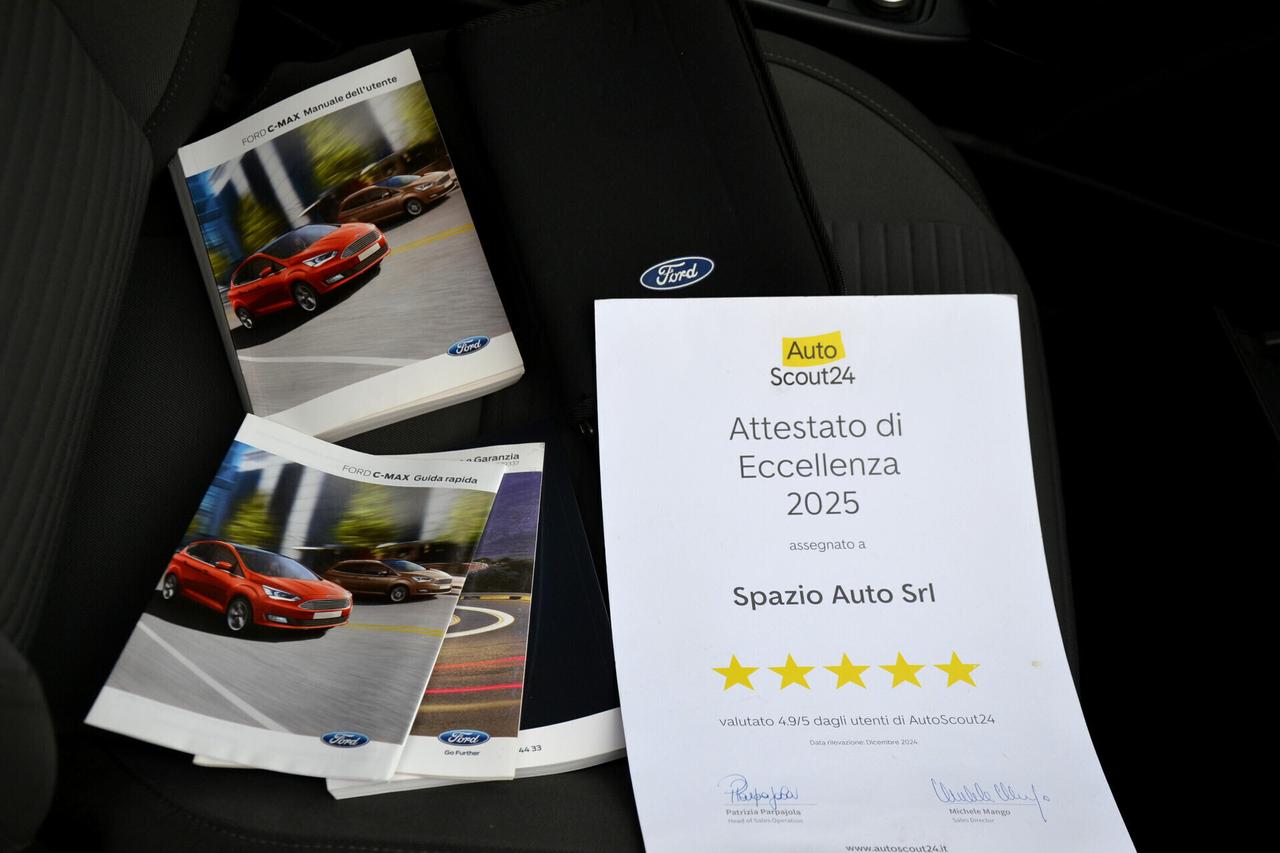 FORD C-MAX Manuale dell'utente
Ford
Ford
FORD C-MAX Guida rapida
Ford
Garanzia
Ford
Go Further
44 33
Auto
Scout24
Attestato di
Eccellenza
2025
assegnato a
Spazio Auto Srl
valutato 4.9/5 dagli utenti di AutoScout24
Data rilevazione: Dicembre 2024
Patrizia Parpajola
Head of Sales Operation
Michele Mango
Sales Director
www.autoscout24.it